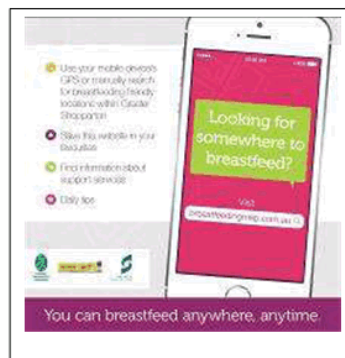 Use your mobile device's
GPS or manually search
for breastfeeding friendly
locations within Greater
Shepparton
Save this website in your
favourites
Find information about
support services
Daily tips
Looking for
somewhere to
breastfeed?
Visit
You can breastfeed anywhere, anytime.